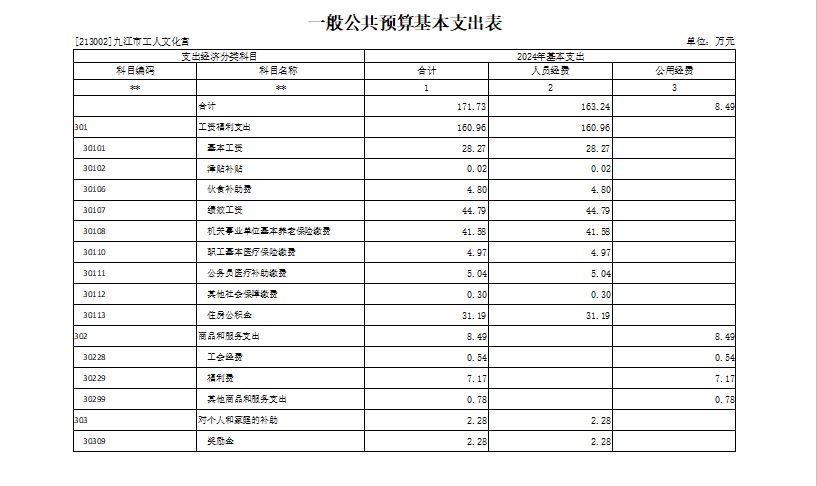 一般公共预算基本支出表
[213002]九江市工人文化宫 单位：万元
支出经济分类科目 2024年基本支出
科目编码 科目名称 合计 人员经费 公用经费
** ** 1 2 3
合计 171.73 163.24 8.49
301 工资福利支出 160.96 160.96
30101 基本工资 28.27 28.27
30102 津贴补贴 0.02 0.02
30106 伙食补助费 4.80 4.80
30107 绩效工资 44.79 44.79
30108 机关事业单位基本养老保险缴费 41.58 41.58
30110 职工基本医疗保险缴费 4.97 4.97
30111 公务员医疗补助缴费 5.04 5.04
30112 其他社会保障缴费 0.30 0.30
30113 住房公积金 31.19 31.19
302 商品和服务支出 8.49 8.49
30228 工会经费 0.54 0.54
30229 福利费 7.17 7.17
30299 其他商品和服务支出 0.78 0.78
303 对个人和家庭的补助 2.28 2.28
30309 奖励金 2.28 2.28